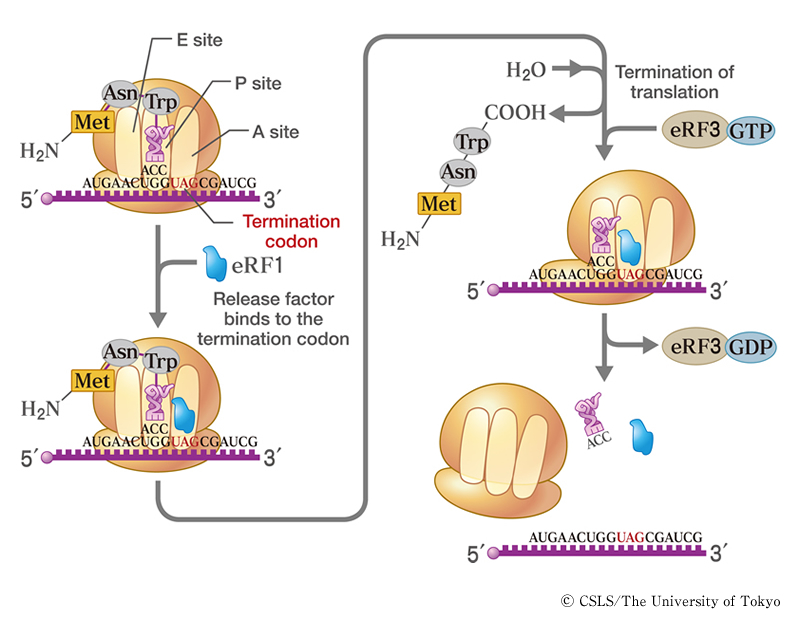 E site
P site
A site
Asn
Trp
Met
H₂N
ACC
AUGAACUGGUAGCGAUCG
5′
3′
Termination
codon
eRF1
Release factor
binds to the
termination codon
Asn
Trp
Met
H₂N
ACC
AUGAACUGGUAGCGAUCG
5′
3′
H₂O
Termination of
translation
COOH
eRF3
GTP
Trp
Asn
Met
H₂N
ACC
AUGAACUGGUAGCGAUCG
5′
3′
eRF3
GDP
ACC
AUGAACUGGUAGCGAUCG
5′
3′
© CSLS/The University of Tokyo